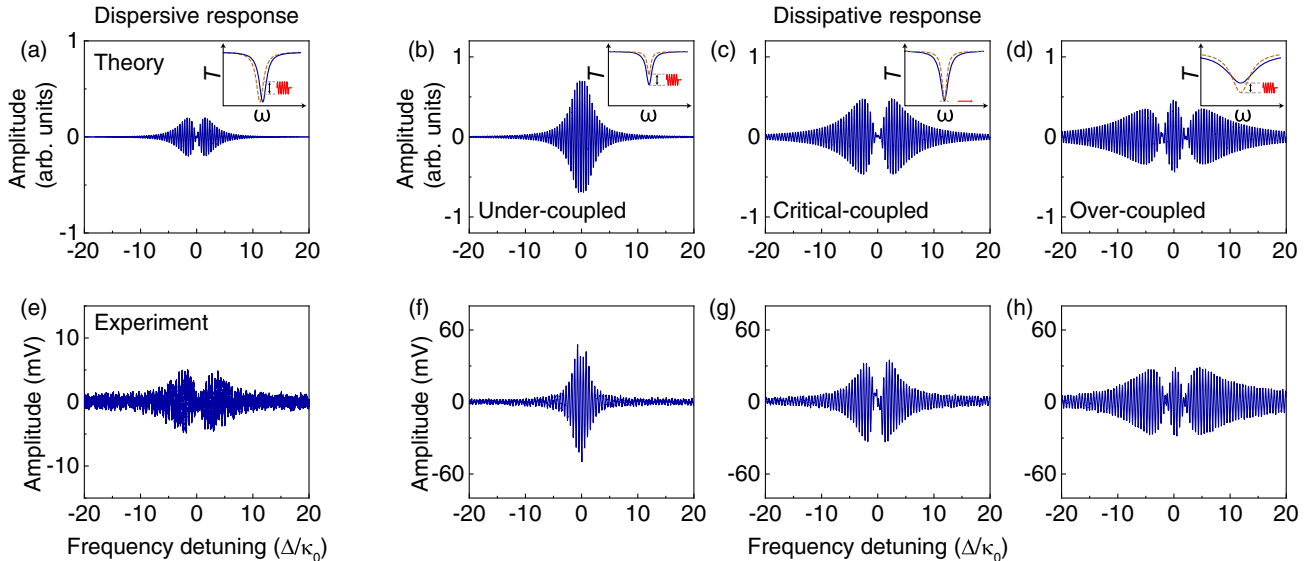 Dispersive response
Dissipative response
(a)
Theory
T
ω
1
0
-1
Amplitude
(arb. units)
-20 -10 0 10 20
(b)
T
ω
Under-coupled
1
0
-1
Amplitude
(arb. units)
-20 -10 0 10 20
(c)
T
ω
Critical-coupled
1
0
-1
-20 -10 0 10 20
(d)
T
ω
Over-coupled
1
0
-1
-20 -10 0 10 20
(e)
Experiment
10
0
-10
Amplitude (mV)
-20 -10 0 10 20
Frequency detuning (Δ/κ₀)
(f)
60
0
-60
Amplitude (mV)
-20 -10 0 10 20
(g)
60
0
-60
-20 -10 0 10 20
Frequency detuning (Δ/κ₀)
(h)
60
0
-60
-20 -10 0 10 20